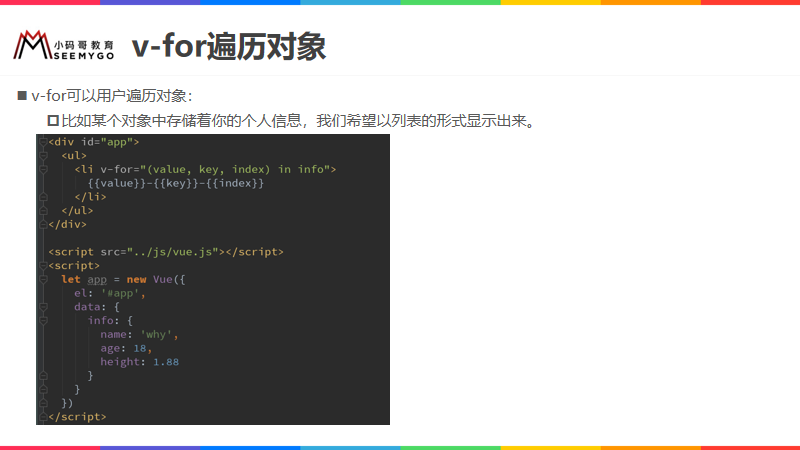 小码哥教育
SEEMYGO
v-for遍历对象
v-for可以用户遍历对象：
比如某个对象中存储着你的个人信息，我们希望以列表的形式显示出来。
<div id="app">
  <ul>
    <li v-for="(value, key, index) in info">
      {{value}}-{{key}}-{{index}}
    </li>
  </ul>
</div>
<script src="../js/vue.js"></script>
<script>
  let app = new Vue({
    el: '#app',
    data: {
      info: {
        name: 'why',
        age: 18,
        height: 1.88
      }
    }
  })
</script>